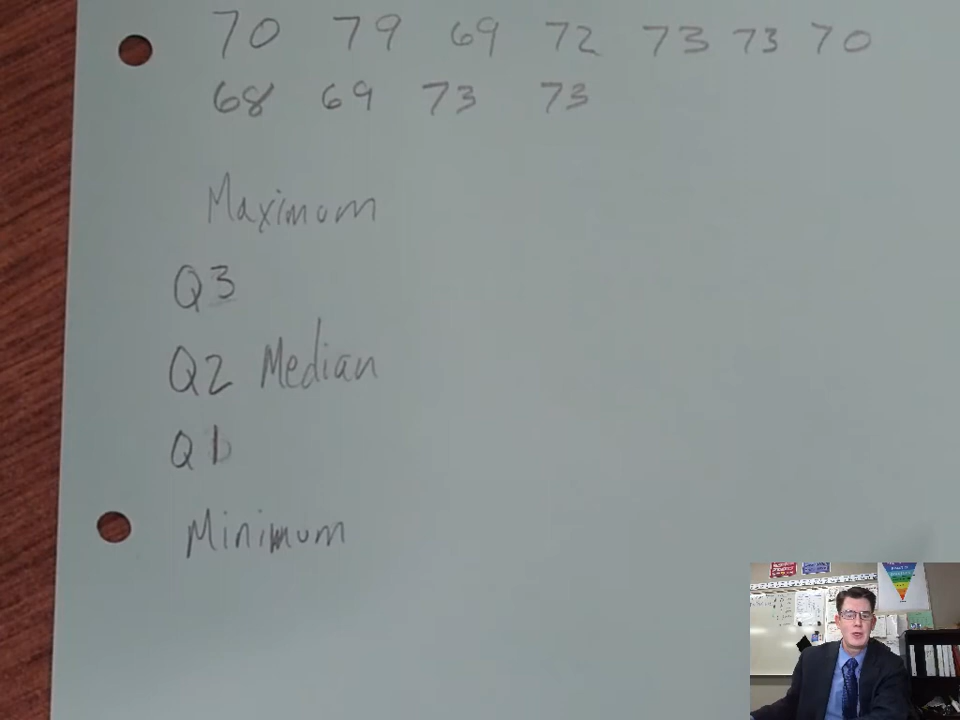 70 79 69 72 73 73 70
68 69 73 73
Maximum
Q3
Q2 Median
Q1
Minimum